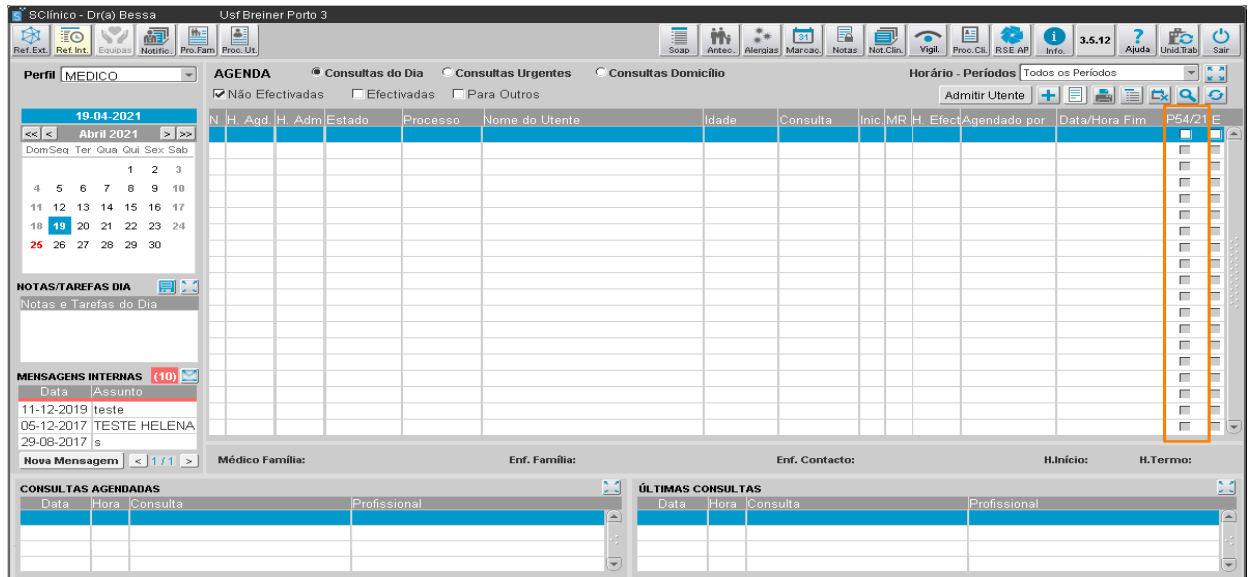 SClínico - Dr(a) Bessa Usf Breiner Porto 3
Ref.Ext. Ref.Int. Equipas Notific. Pro.Fam Proc.Ut. Soap Antec. Alergias Marcac. Notas Not.Clin. Vigil. Proc.Cli. RSE AP Info. 3.5.12 Ajuda Unid.Trab Sair
Perfil MEDICO
AGENDA Consultas do Dia Consultas Urgentes Consultas Domicílio Horário - Períodos Todos os Períodos
Não Efectivadas Efectivadas Para Outros Admitir Utente
N H. Agd. H. Adm Estado Processo Nome do Utente Idade Consulta Inic. MR H. Efect Agendado por Data/Hora Fim P54/21 E
19-04-2021
<< < Abril 2021 > >>
Dom Seg Ter Qua Qui Sex Sab
1 2 3
4 5 6 7 8 9 10
11 12 13 14 15 16 17
18 19 20 21 22 23 24
25 26 27 28 29 30
NOTAS/TAREFAS DIA
Notas e Tarefas do Dia
MENSAGENS INTERNAS (10)
Data Assunto
11-12-2019 teste
05-12-2017 TESTE HELENA
29-08-2017 s
Nova Mensagem < 1 / 1 >
Médico Família: Enf. Família: Enf. Contacto: H.Início: H.Termo:
CONSULTAS AGENDADAS
Data Hora Consulta Profissional
ÚLTIMAS CONSULTAS
Data Hora Consulta Profissional